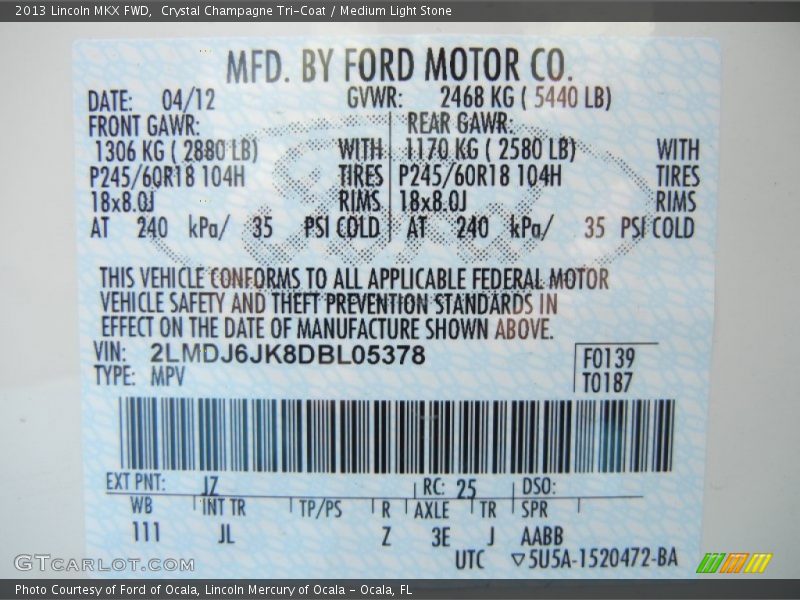 2013 Lincoln MKX FWD,  Crystal Champagne Tri-Coat / Medium Light Stone
MFD. BY FORD MOTOR CO.
DATE: 04/12 GVWR: 2468 KG ( 5440 LB)
FRONT GAWR: REAR GAWR:
1306 KG ( 2880 LB) WITH 1170 KG ( 2580 LB) WITH
P245/60R18 104H TIRES P245/60R18 104H TIRES
18x8.0J RIMS 18x8.0J RIMS
AT 240 kPa/ 35 PSI COLD AT 240 kPa/ 35 PSI COLD
THIS VEHICLE CONFORMS TO ALL APPLICABLE FEDERAL MOTOR
VEHICLE SAFETY AND THEFT PREVENTION STANDARDS IN
EFFECT ON THE DATE OF MANUFACTURE SHOWN ABOVE.
VIN: 2LMDJ6JK8DBL05378 F0139
TYPE: MPV T0187
EXT PNT: JZ RC: 25 DSO:
WB INT TR TP/PS R AXLE TR SPR
111 JL Z 3E J AABB
UTC ▽5U5A-1520472-BA
GTCARLOT.COM
Photo Courtesy of Ford of Ocala, Lincoln Mercury of Ocala - Ocala, FL